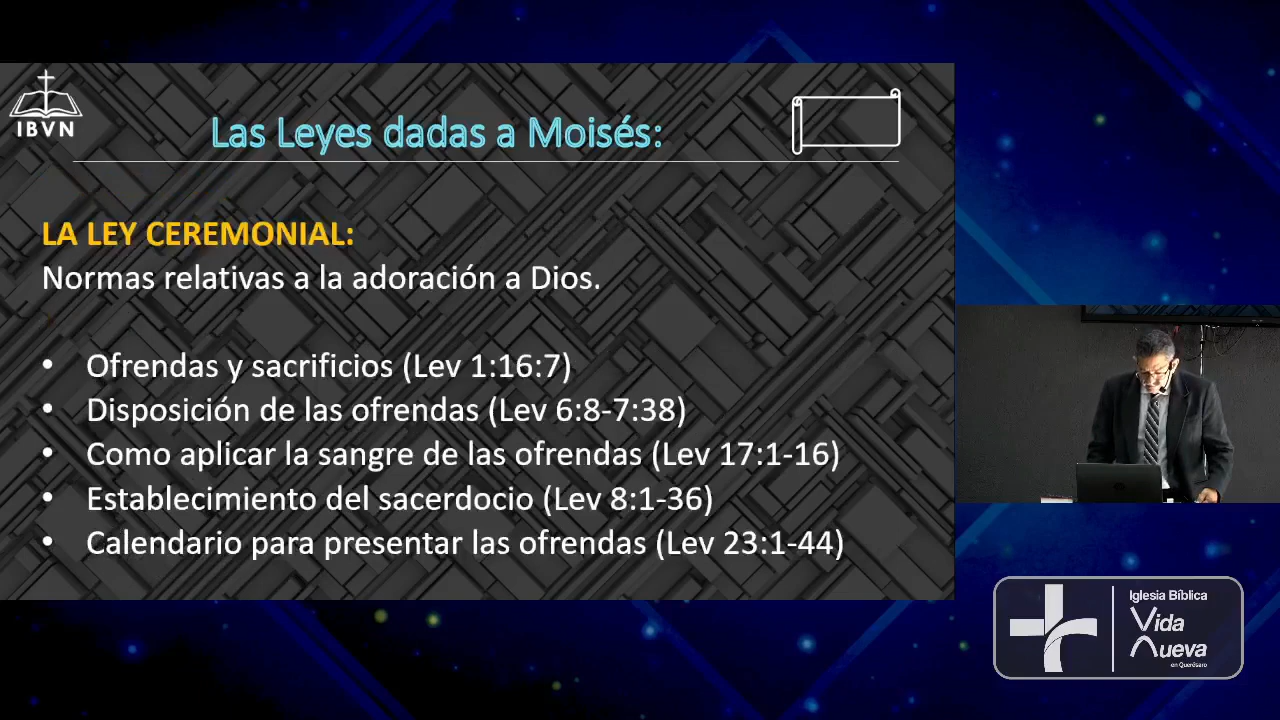 IBVN
Las Leyes dadas a Moisés:
LA LEY CEREMONIAL:
Normas relativas a la adoración a Dios.
• Ofrendas y sacrificios (Lev 1:16:7)
• Disposición de las ofrendas (Lev 6:8-7:38)
• Como aplicar la sangre de las ofrendas (Lev 17:1-16)
• Establecimiento del sacerdocio (Lev 8:1-36)
• Calendario para presentar las ofrendas (Lev 23:1-44)
Iglesia Bíblica
Vida
Nueva
en Querétaro